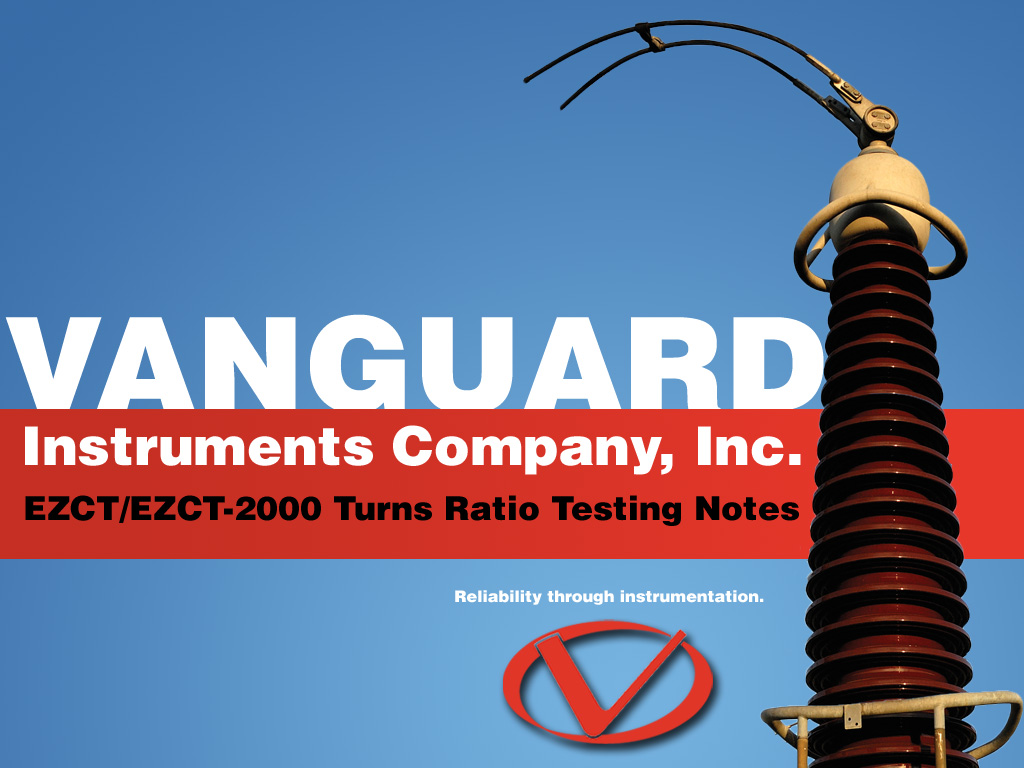 VANGUARD
Instruments Company, Inc.
EZCT/EZCT-2000 Turns Ratio Testing Notes
Reliability through instrumentation.